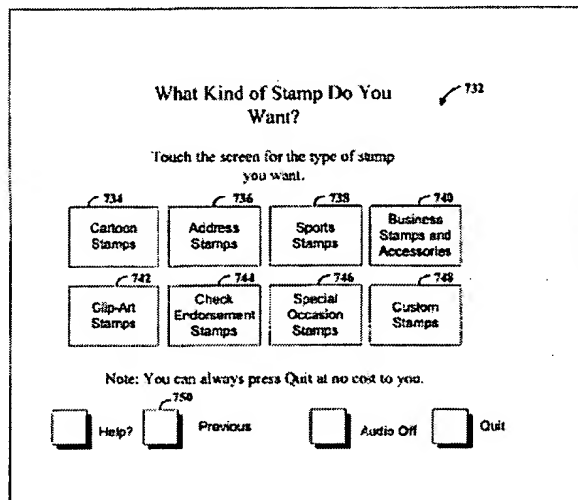 What Kind of Stamp Do You
Want?
732
Touch the screen for the type of stamp
you want.
734 736 738 740
Cartoon Stamps
Address Stamps
Sports Stamps
Business Stamps and Accessories
742 744 746 748
Clip-Art Stamps
Check Endorsement Stamps
Special Occasion Stamps
Custom Stamps
Note: You can always press Quit at no cost to you.
750
Help? Previous Audio Off Quit